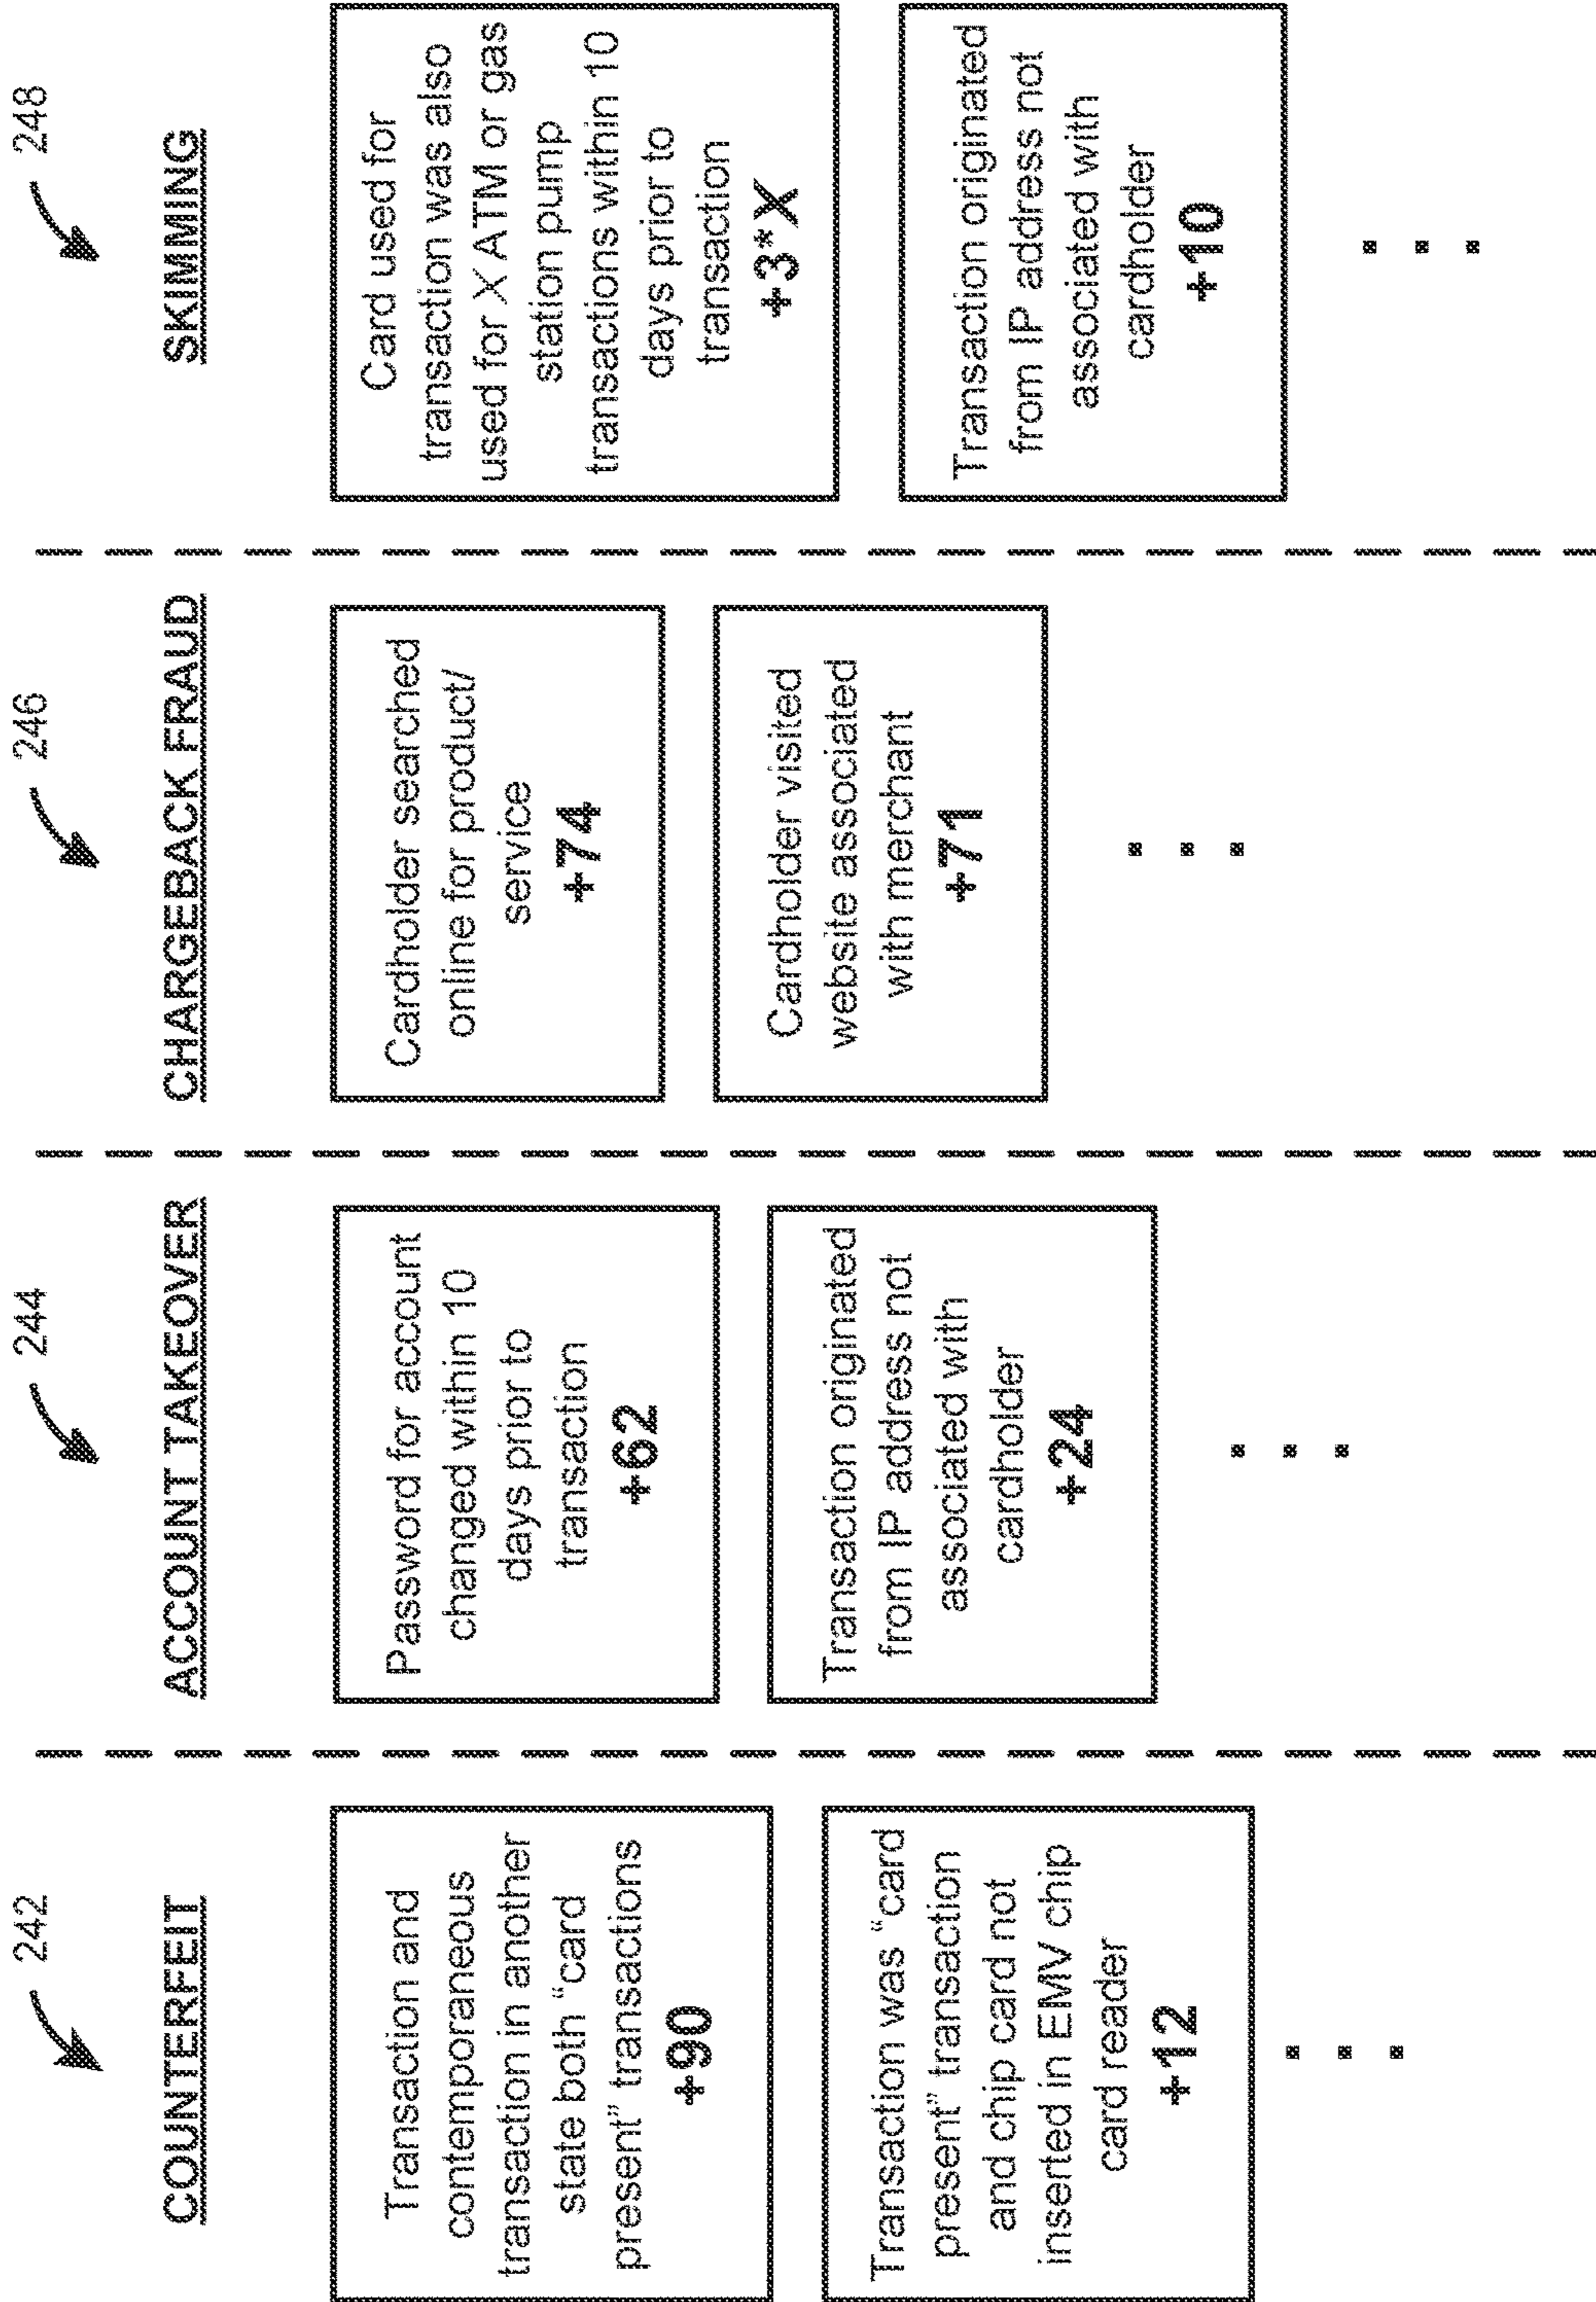 242
COUNTERFEIT
Transaction and
contemporaneous
transaction in another
state both “card
present” transactions
+90
Transaction was “card
present” transaction
and chip card not
inserted in EMV chip
card reader
+12
244
ACCOUNT TAKEOVER
Password for account
changed within 10
days prior to
transaction
+62
Transaction originated
from IP address not
associated with
cardholder
+24
246
CHARGEBACK FRAUD
Cardholder searched
online for product/
service
+74
Cardholder visited
website associated
with merchant
+71
248
SKIMMING
Card used for
transaction was also
used for X ATM or gas
station pump
transactions within 10
days prior to
transaction
+3*X
Transaction originated
from IP address not
associated with
cardholder
+10